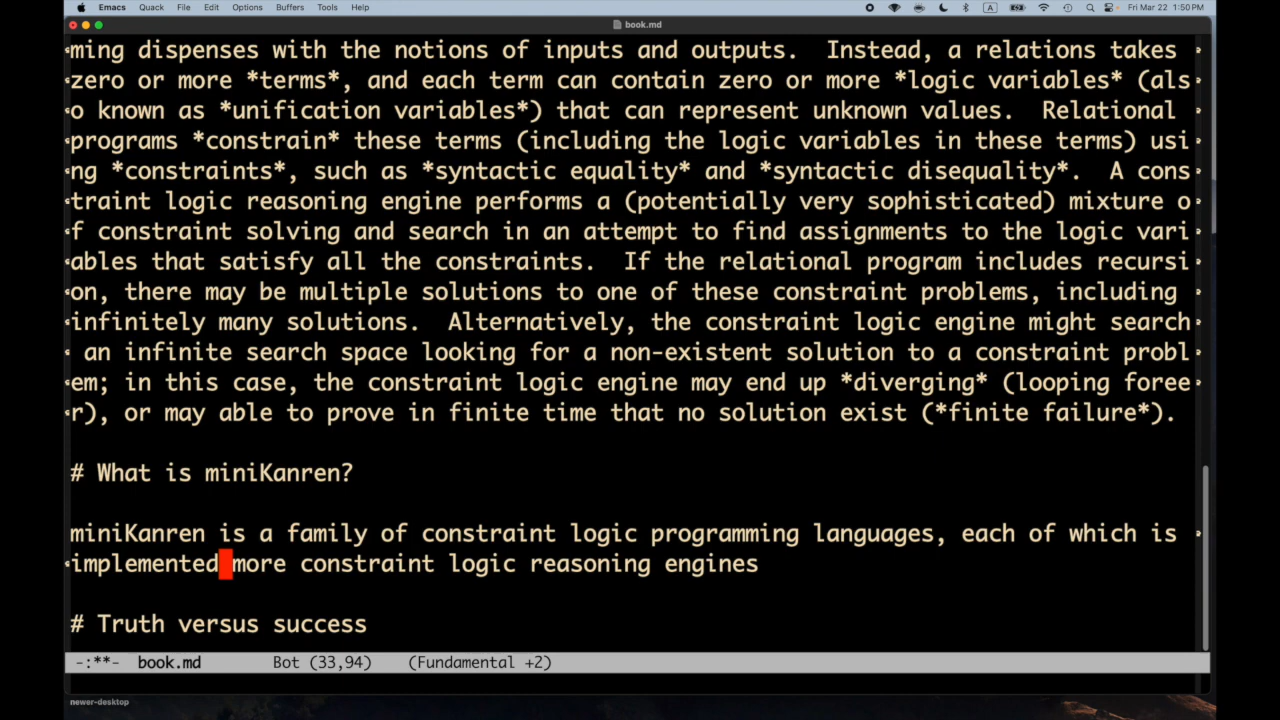 Emacs Quack File Edit Options Buffers Tools Help A Fri Mar 22 1:50 PM
book.md
ming dispenses with the notions of inputs and outputs.  Instead, a relations takes
zero or more *terms*, and each term can contain zero or more *logic variables* (als
o known as *unification variables*) that can represent unknown values.  Relational
programs *constrain* these terms (including the logic variables in these terms) usi
ng *constraints*, such as *syntactic equality* and *syntactic disequality*.  A cons
traint logic reasoning engine performs a (potentially very sophisticated) mixture o
f constraint solving and search in an attempt to find assignments to the logic vari
ables that satisfy all the constraints.  If the relational program includes recursi
on, there may be multiple solutions to one of these constraint problems, including
infinitely many solutions.  Alternatively, the constraint logic engine might search
an infinite search space looking for a non-existent solution to a constraint probl
em; in this case, the constraint logic engine may end up *diverging* (looping foree
r), or may able to prove in finite time that no solution exist (*finite failure*).
# What is miniKanren?
miniKanren is a family of constraint logic programming languages, each of which is
implemented more constraint logic reasoning engines
# Truth versus success
-:**-  book.md Bot (33,94) (Fundamental +2)
newer-desktop